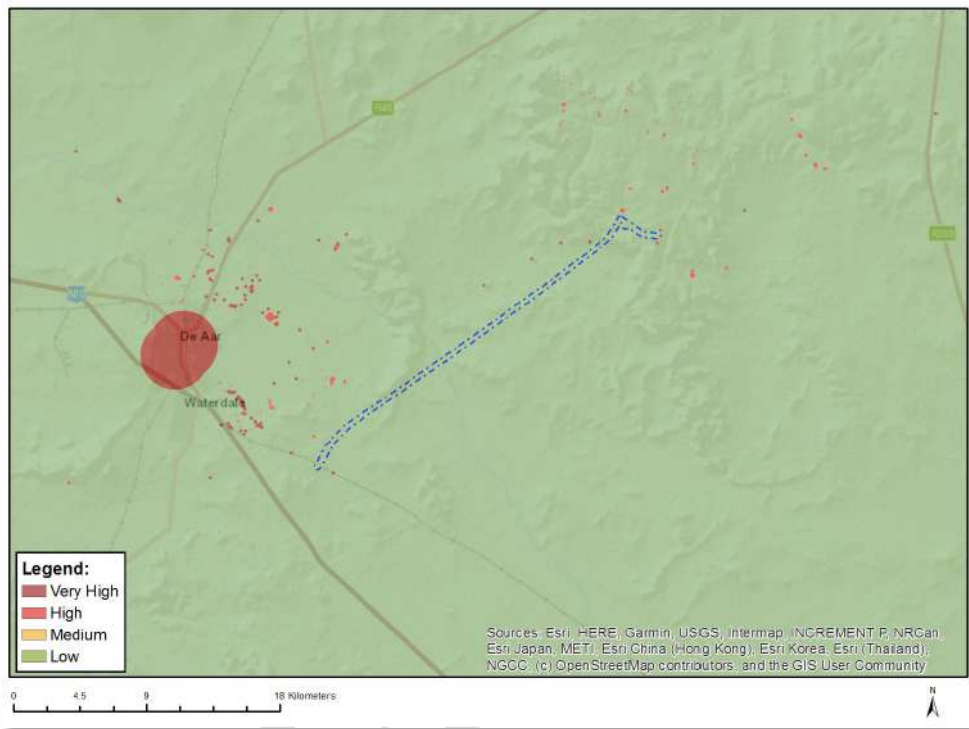 De Aar
Waterdale
Legend:
Very High
High
Medium
Low
Sources: Esri, HERE, Garmin, USGS, Intermap, INCREMENT P, NRCan,
Esri Japan, METI, Esri China (Hong Kong), Esri Korea, Esri (Thailand),
NGCC, (c) OpenStreetMap contributors, and the GIS User Community
0 4.5 9 18 Kilometers
N